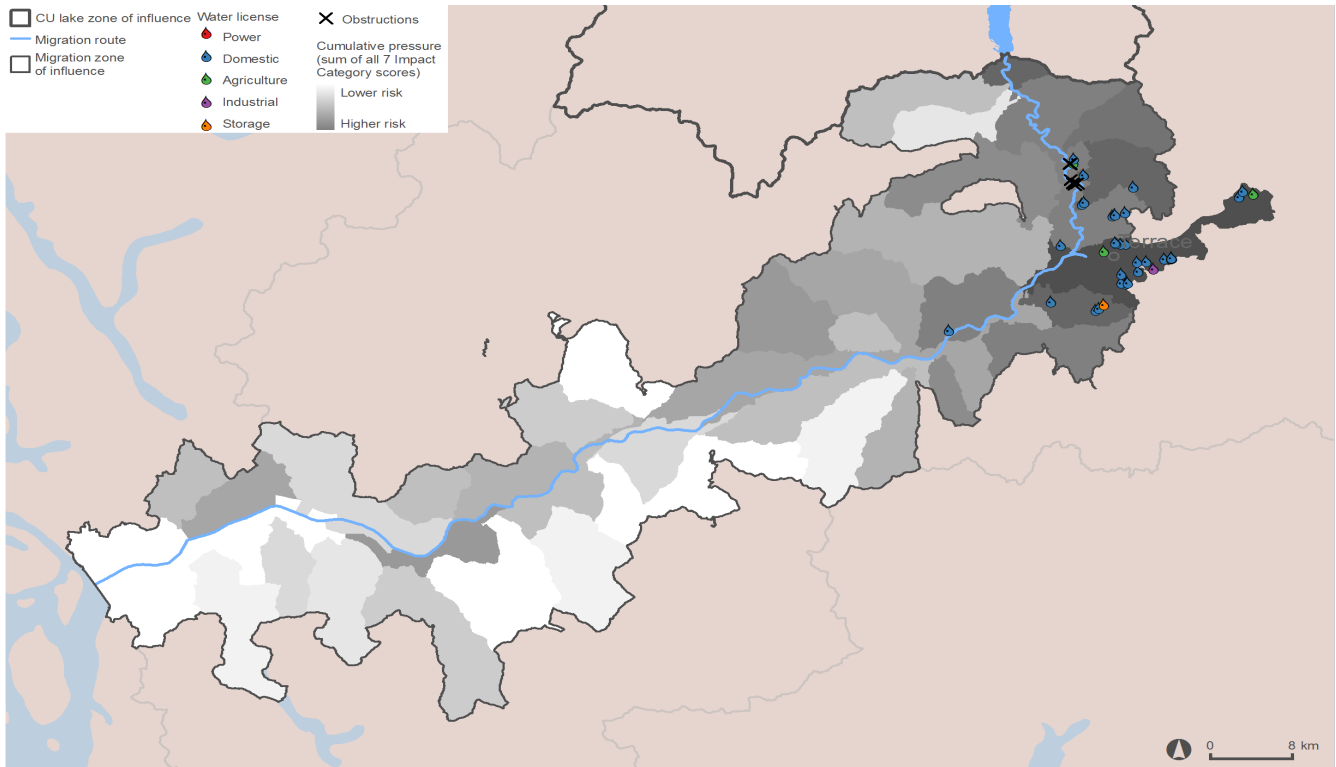 CU lake zone of influence
Migration route
Migration zone
of influence
Water license
Power
Domestic
Agriculture
Industrial
Storage
Obstructions
Cumulative pressure
(sum of all 7 Impact
Category scores)
Lower risk
Higher risk
Terrace
0 8 km